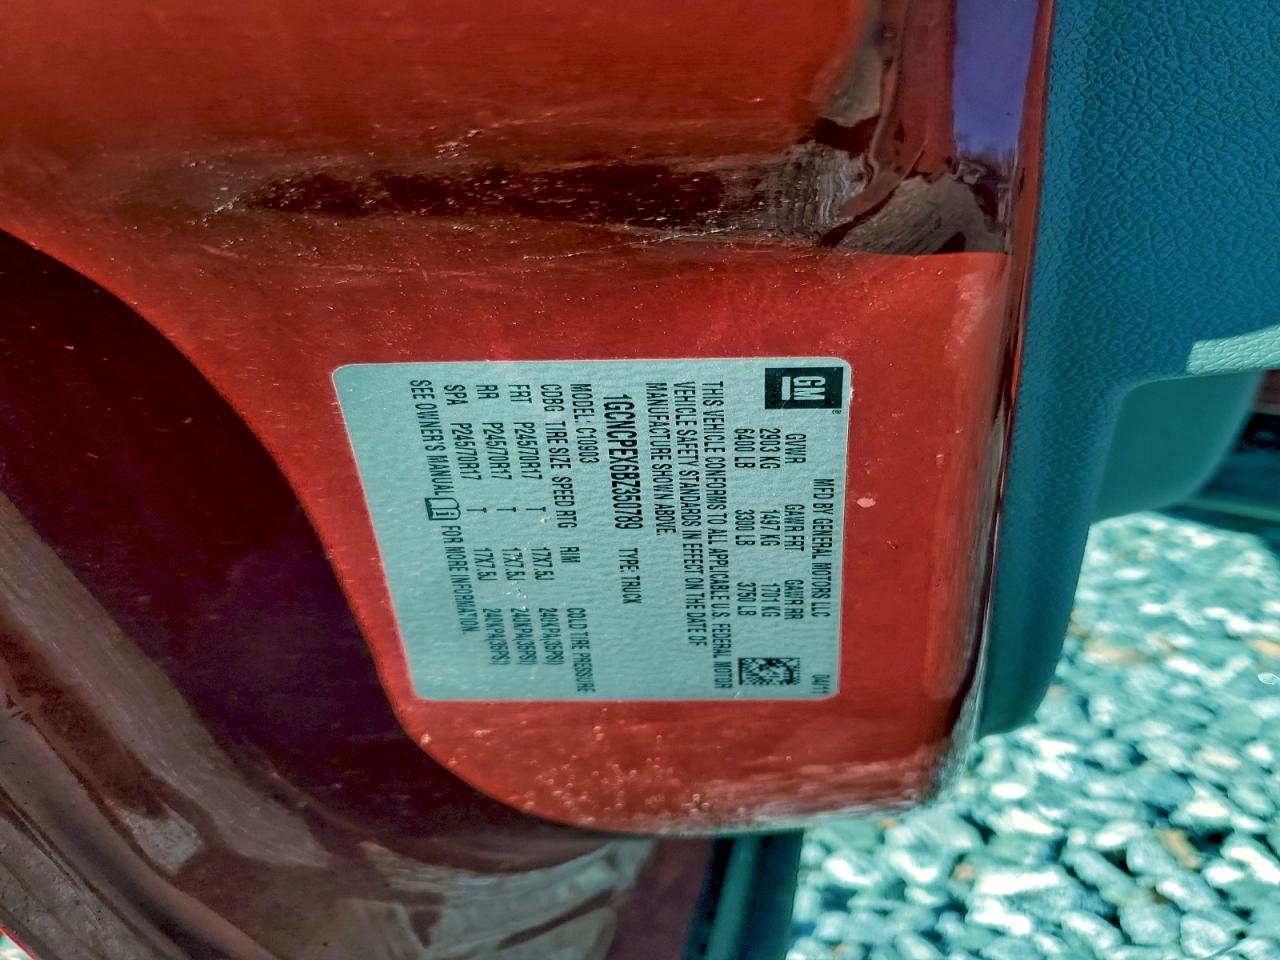 GM
MFD BY GENERAL MOTORS LLC 04/11
GVWR GAWR FRT GAWR RR
2903 KG 1497 KG 1701 KG
6400 LB 3300 LB 3750 LB
THIS VEHICLE CONFORMS TO ALL APPLICABLE U.S. FEDERAL MOTOR
VEHICLE SAFETY STANDARDS IN EFFECT ON THE DATE OF
MANUFACTURE SHOWN ABOVE.
1GCNCPEX6BZ350789 TYPE: TRUCK
MODEL: C10903
CD8G TIRE SIZE SPEED RTG RIM COLD TIRE PRESSURE
FRT P245/70R17 T 17X7.5J 240KPA(35PSI)
RR P245/70R17 T 17X7.5J 240KPA(35PSI)
SPA P245/70R17 T 17X7.5J 240KPA(35PSI)
SEE OWNER'S MANUAL FOR MORE INFORMATION.